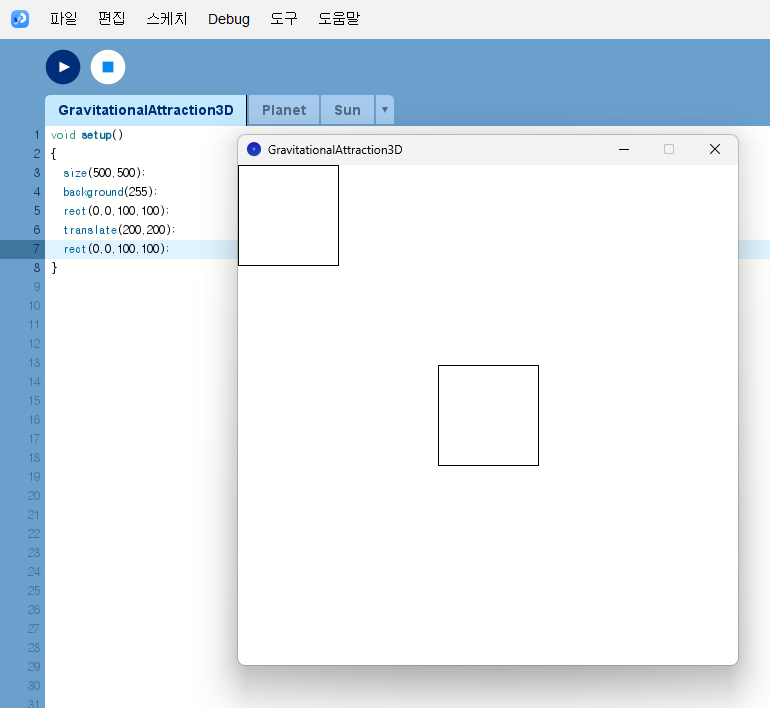 파일 편집 스케치 Debug 도구 도움말
GravitationalAttraction3D Planet Sun ▼
1 void setup()
2 {
3 size(500,500);
4 background(255);
5 rect(0,0,100,100);
6 translate(200,200);
7 rect(0,0,100,100);
8 }
9
10
11
12
13
14
15
16
17
18
19
20
21
22
23
24
25
26
27
28
29
30
31
GravitationalAttraction3D